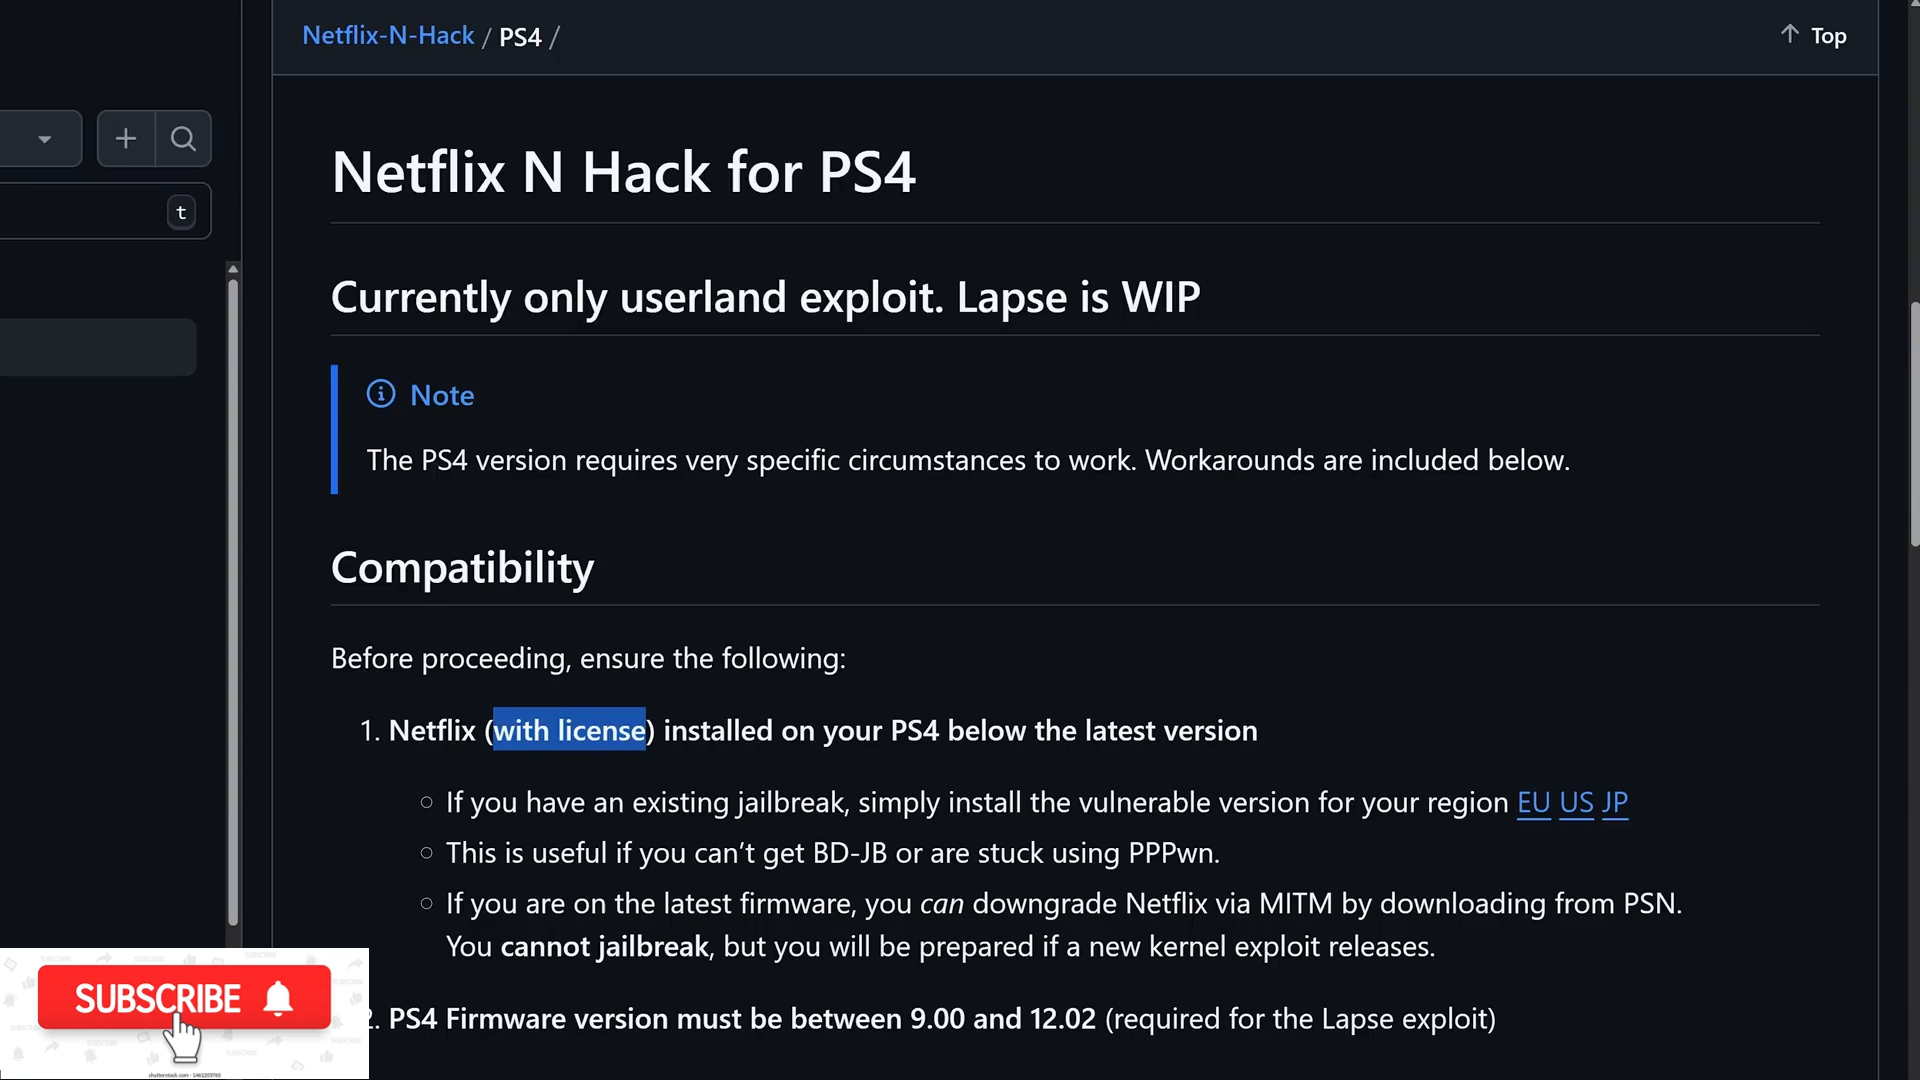 Netflix-N-Hack / PS4 /
Top
t
Netflix N Hack for PS4
Currently only userland exploit. Lapse is WIP
Note
The PS4 version requires very specific circumstances to work. Workarounds are included below.
Compatibility
Before proceeding, ensure the following:
1. Netflix (with license) installed on your PS4 below the latest version
If you have an existing jailbreak, simply install the vulnerable version for your region EU US JP
This is useful if you can’t get BD-JB or are stuck using PPPwn.
If you are on the latest firmware, you can downgrade Netflix via MITM by downloading from PSN.
You cannot jailbreak, but you will be prepared if a new kernel exploit releases.
2. PS4 Firmware version must be between 9.00 and 12.02 (required for the Lapse exploit)
SUBSCRIBE